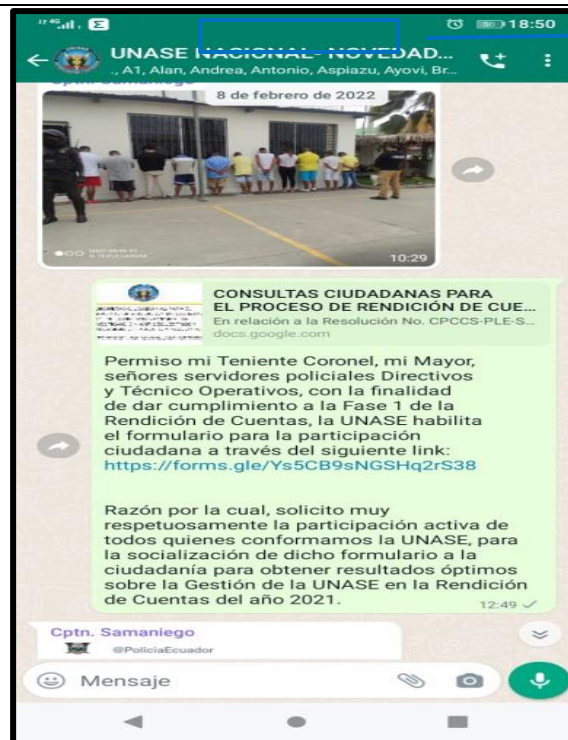 18:50
UNASE NACIONAL- NOVEDAD...
., A1, Alan, Andrea, Antonio, Aspiazu, Ayovi, Br...
Cptn. Samaniego
8 de febrero de 2022
10:29
CONSULTAS CIUDADANAS PARA
EL PROCESO DE RENDICIÓN DE CUE...
En relación a la Resolución No. CPCCS-PLE-S...
docs.google.com
Permiso mi Teniente Coronel, mi Mayor,
señores servidores policiales Directivos
y Técnico Operativos, con la finalidad
de dar cumplimiento a la Fase 1 de la
Rendición de Cuentas, la UNASE habilita
el formulario para la participación
ciudadana a través del siguiente link:
https://forms.gle/Ys5CB9sNGSHq2rS38
Razón por la cual, solicito muy
respetuosamente la participación activa de
todos quienes conformamos la UNASE, para
la socialización de dicho formulario a la
ciudadanía para obtener resultados óptimos
sobre la Gestión de la UNASE en la Rendición
de Cuentas del año 2021.
12:49
Cptn. Samaniego
@PoliciaEcuador
Mensaje